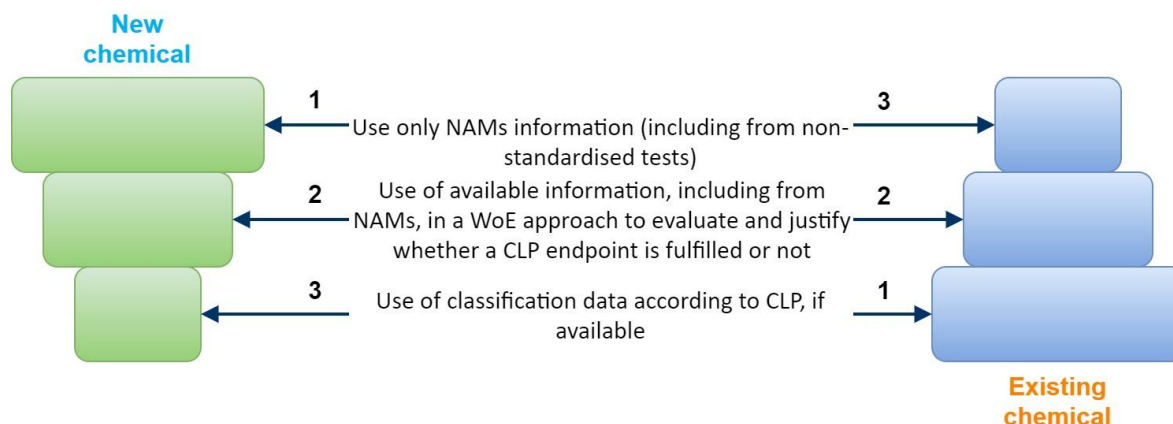 New
chemical
1
3
Use only NAMs information (including from non-
standardised tests)
2
2
Use of available information, including from
NAMs, in a WoE approach to evaluate and justify
whether a CLP endpoint is fulfilled or not
3
1
Use of classification data according to CLP, if
available
Existing
chemical